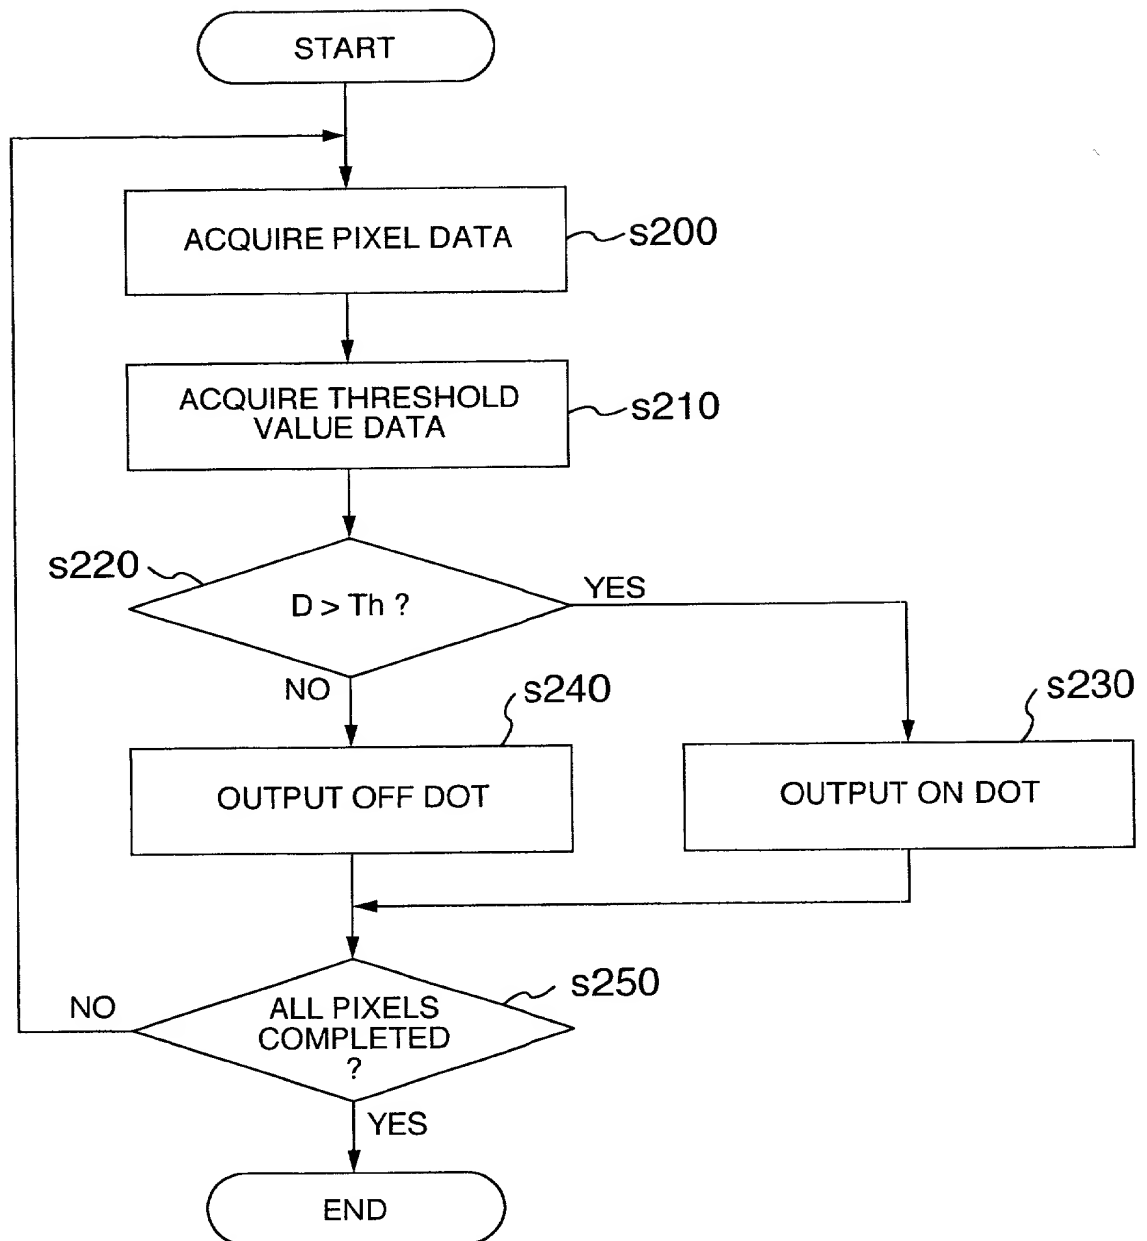 START
ACQUIRE PIXEL DATA
s200
ACQUIRE THRESHOLD
VALUE DATA
s210
s220
D > Th ?
YES
NO
s240
s230
OUTPUT OFF DOT
OUTPUT ON DOT
s250
NO
ALL PIXELS
COMPLETED
?
YES
END